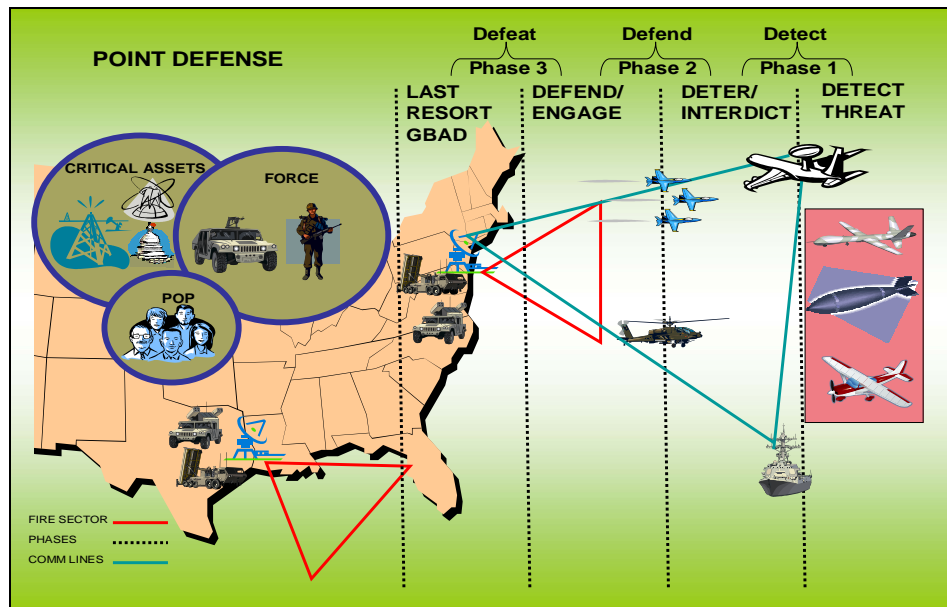 POINT DEFENSE
Defeat
Phase 3
Defend
Phase 2
Detect
Phase 1
LAST
RESORT
GBAD
DEFEND/
ENGAGE
DETER/
INTERDICT
DETECT
THREAT
CRITICAL ASSETS
FORCE
POP
FIRE SECTOR
PHASES
COMM LINES